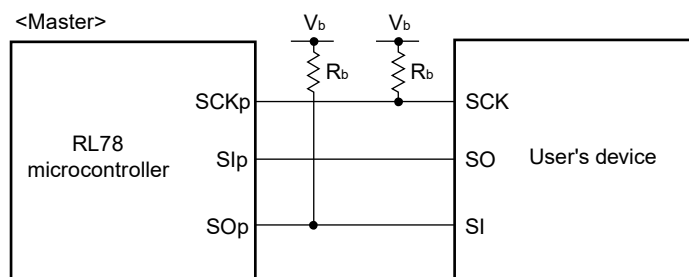 <Master>
Vb Vb
Rb Rb
SCKp SCK
RL78
microcontroller
SIp SO
User's device
SOp SI